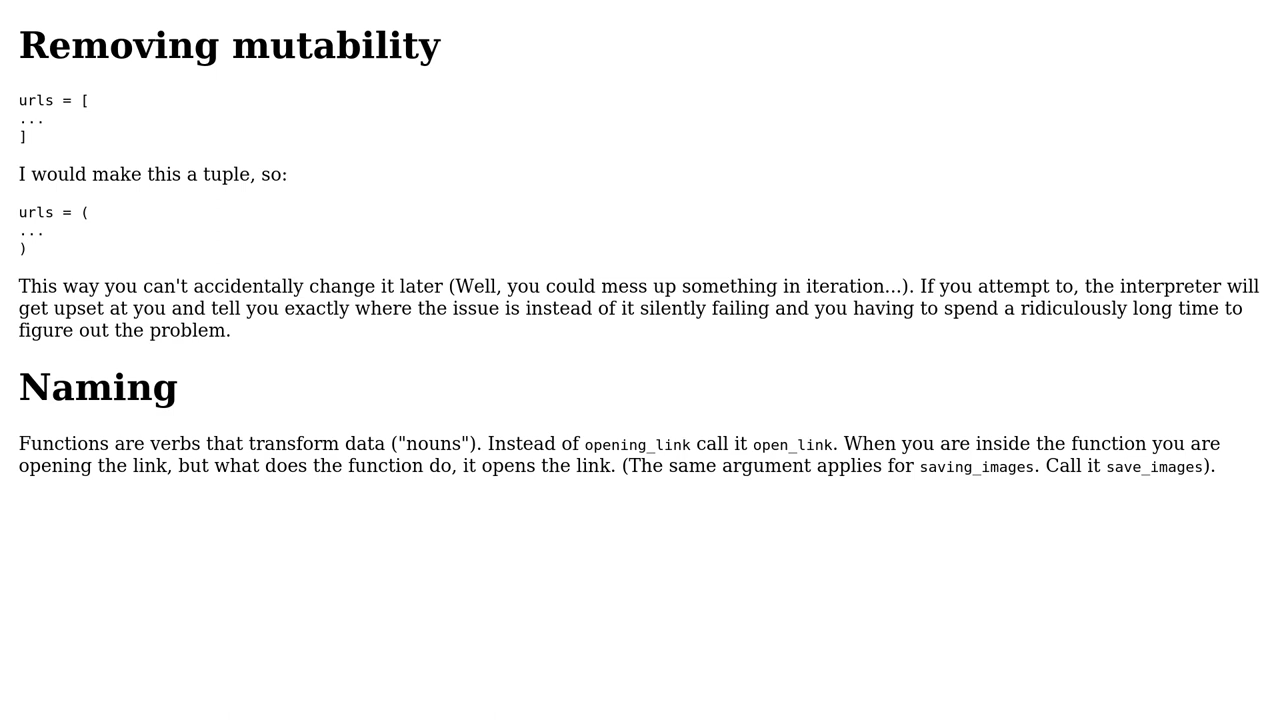 Removing mutability
urls = [
...
]
I would make this a tuple, so:
urls = (
...
)
This way you can't accidentally change it later (Well, you could mess up something in iteration...). If you attempt to, the interpreter will
get upset at you and tell you exactly where the issue is instead of it silently failing and you having to spend a ridiculously long time to
figure out the problem.
Naming
Functions are verbs that transform data ("nouns"). Instead of opening_link call it open_link. When you are inside the function you are
opening the link, but what does the function do, it opens the link. (The same argument applies for saving_images. Call it save_images).